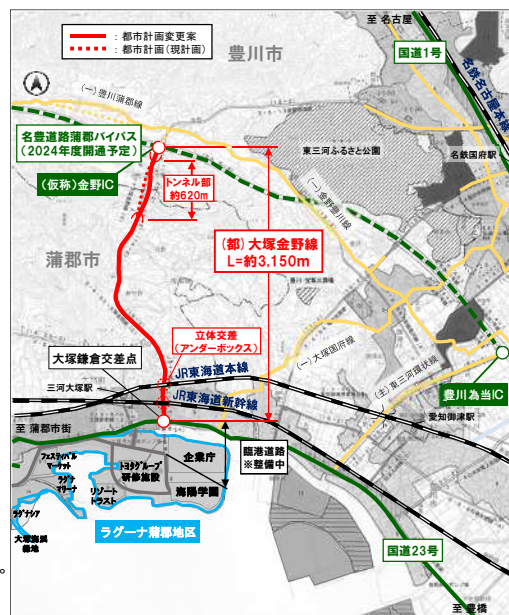 ：都市計画変更案
：都市計画（現計画）
至 名古屋
国道1号
豊川市
名鉄名古屋本線
(一)豊川蒲郡線
名豊道路蒲郡バイパス
（2024年度開通予定）
東三河ふるさと公園
名鉄国府駅
(仮称)金野IC
トンネル部
約620m
(一)金野豊川線
(都)大塚金野線
L=約3,150m
蒲郡市
立体交差
（アンダーボックス）
大塚鎌倉交差点
(一)大塚国府線
(主)東三河環状線
豊川為当IC
三河大塚駅
JR東海道本線
JR東海道新幹線
愛知御津駅
至 蒲郡市街
臨港道路
※整備中
フェスティバル
マーケット
ラグナ
マリーナ
トヨタグループ
研修施設
企業庁
リゾート
トラスト
海陽学園
ラグナシア
大塚海浜
緑地
ラグーナ蒲郡地区
国道23号
至 豊橋
。